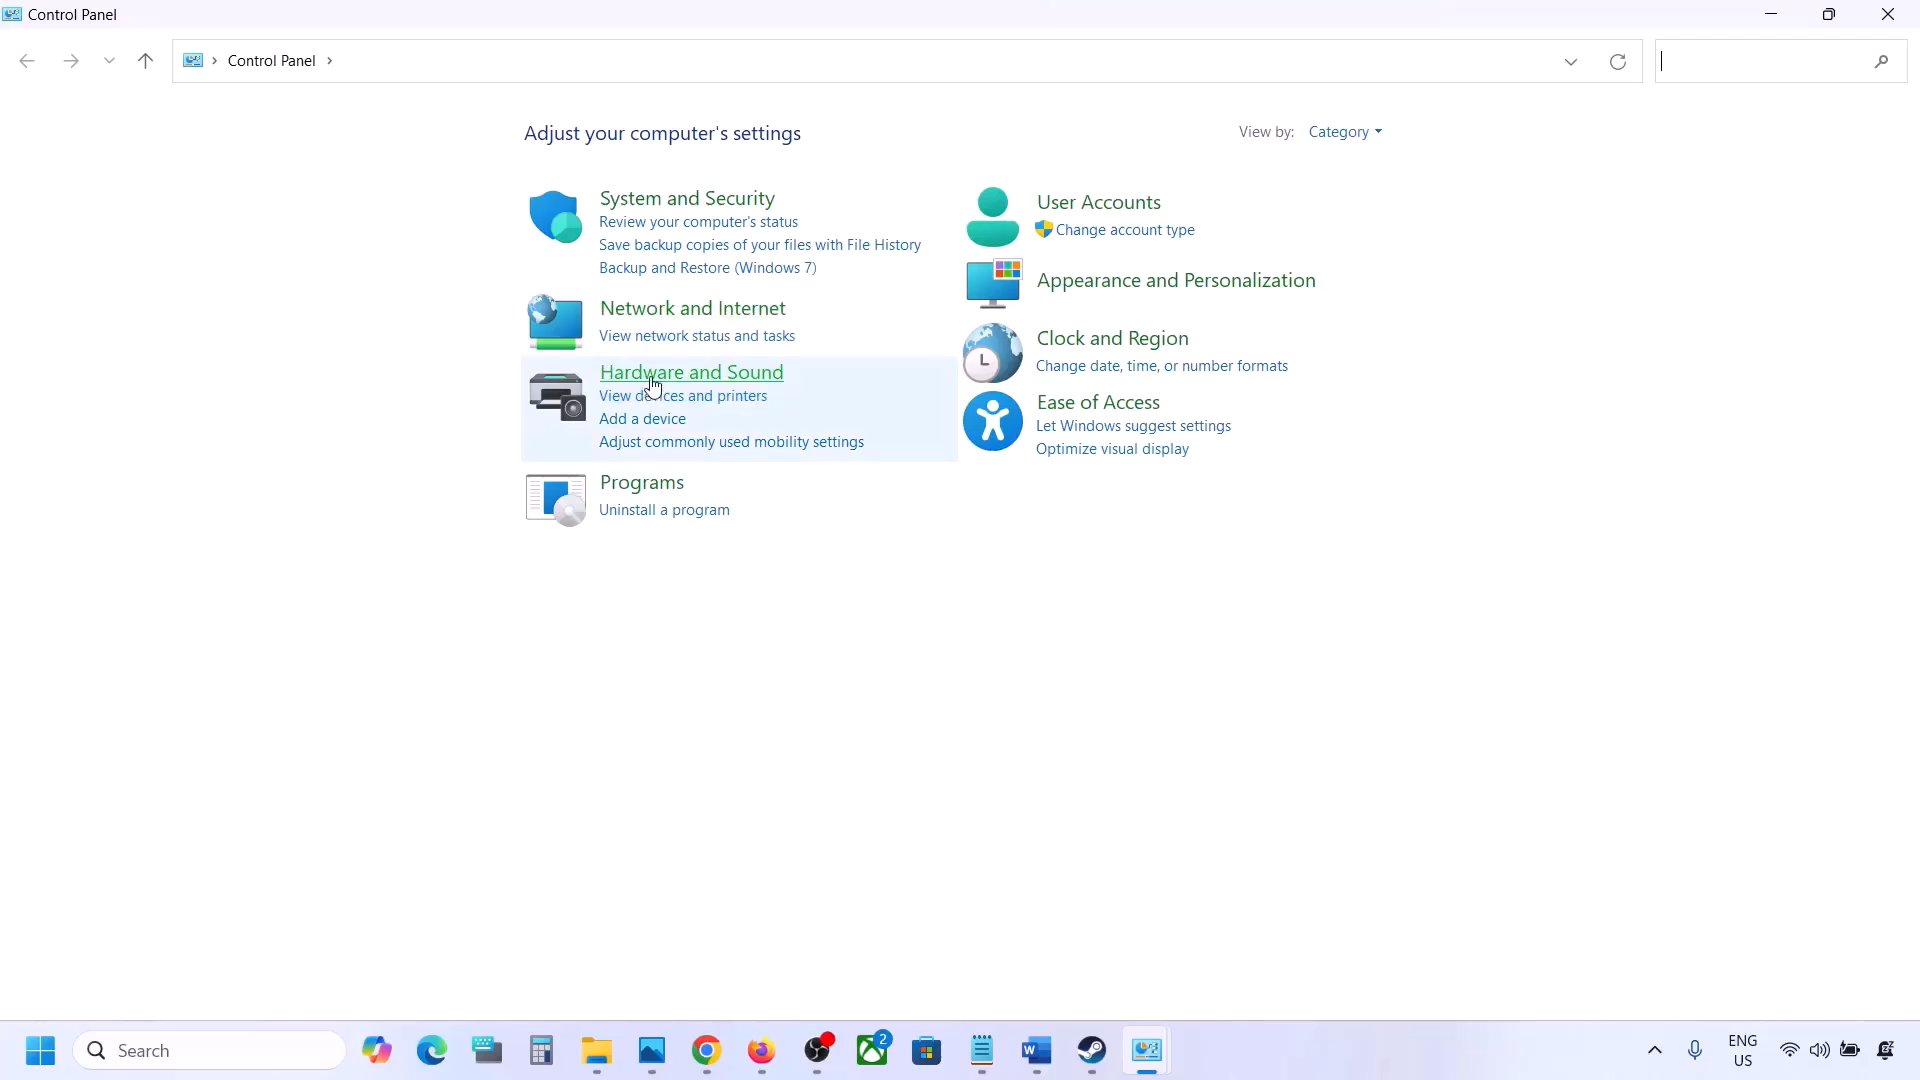 Control Panel
Control Panel
Adjust your computer's settings
View by: Category
System and Security
Review your computer's status
Save backup copies of your files with File History
Backup and Restore (Windows 7)
Network and Internet
View network status and tasks
Hardware and Sound
View devices and printers
Add a device
Adjust commonly used mobility settings
Programs
Uninstall a program
User Accounts
Change account type
Appearance and Personalization
Clock and Region
Change date, time, or number formats
Ease of Access
Let Windows suggest settings
Optimize visual display
Search
2
W
ENG
US